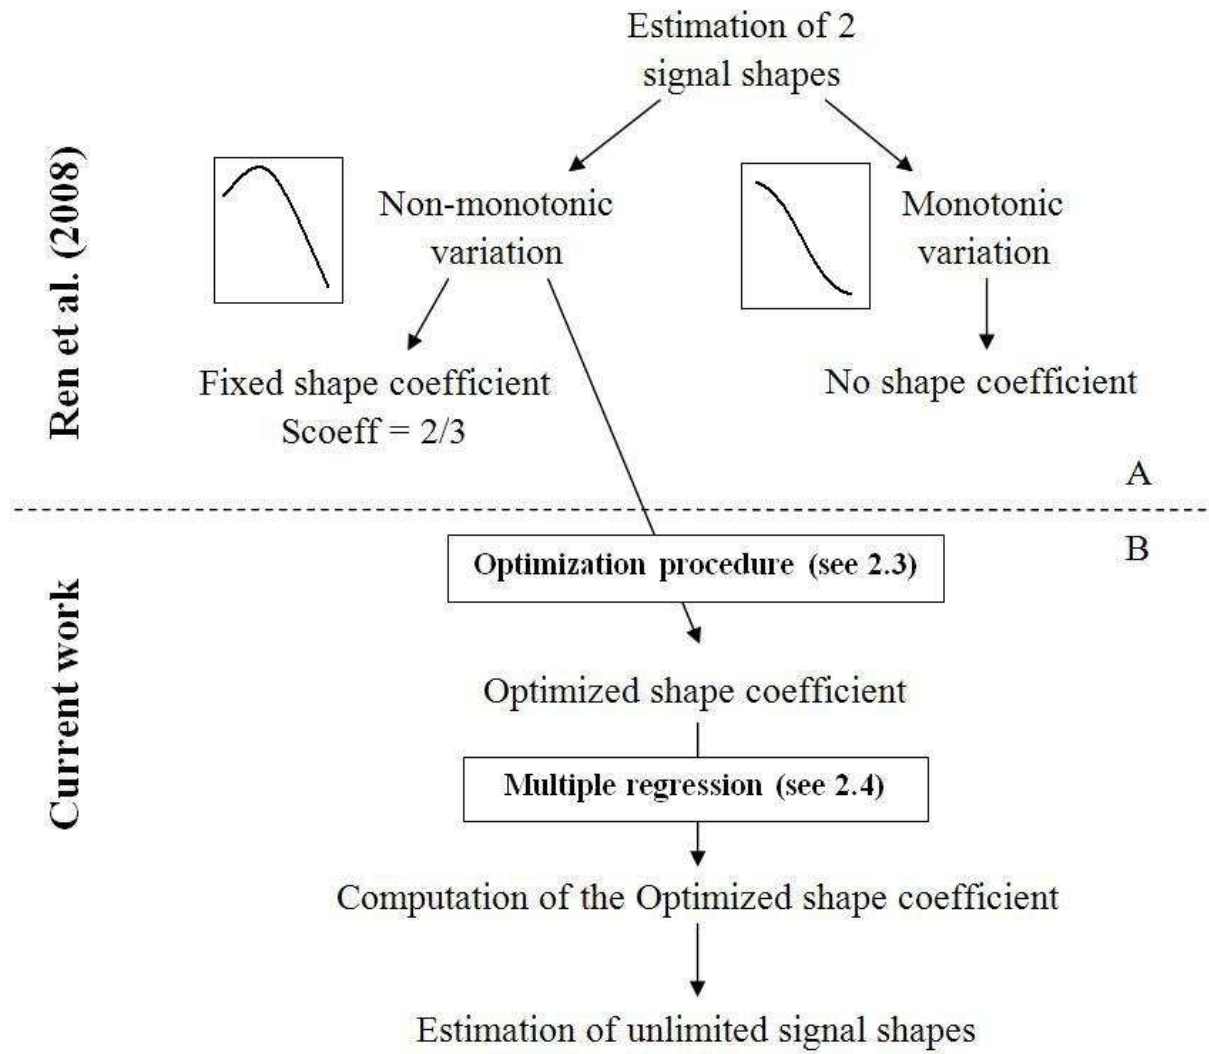 Estimation of 2
signal shapes
Ren et al. (2008)
Non-monotonic
variation
Monotonic
variation
Fixed shape coefficient
Scoeff = 2/3
No shape coefficient
A
B
Current work
Optimization procedure (see 2.3)
Optimized shape coefficient
Multiple regression (see 2.4)
Computation of the Optimized shape coefficient
Estimation of unlimited signal shapes